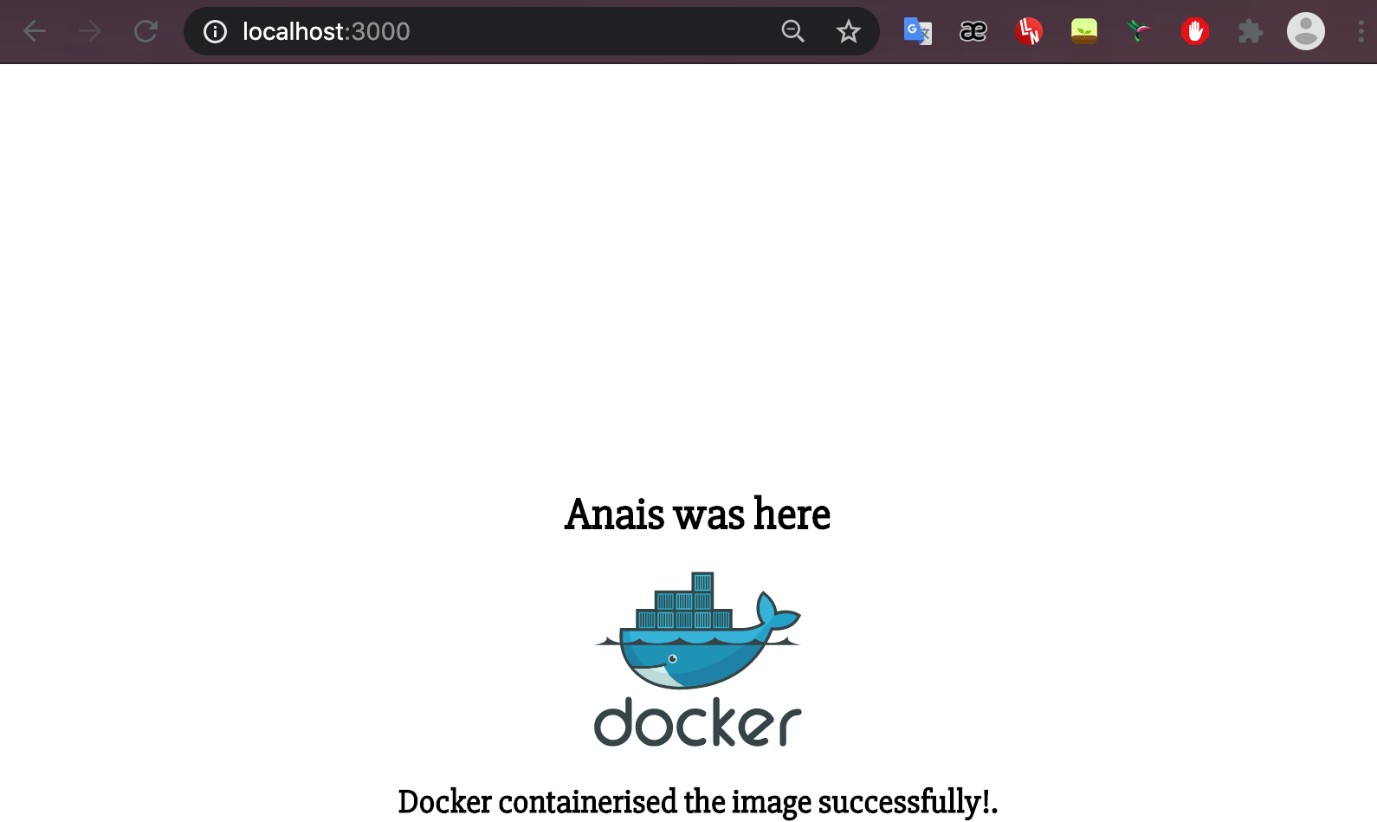 localhost:3000
Anais was here
docker
Docker containerised the image successfully!.